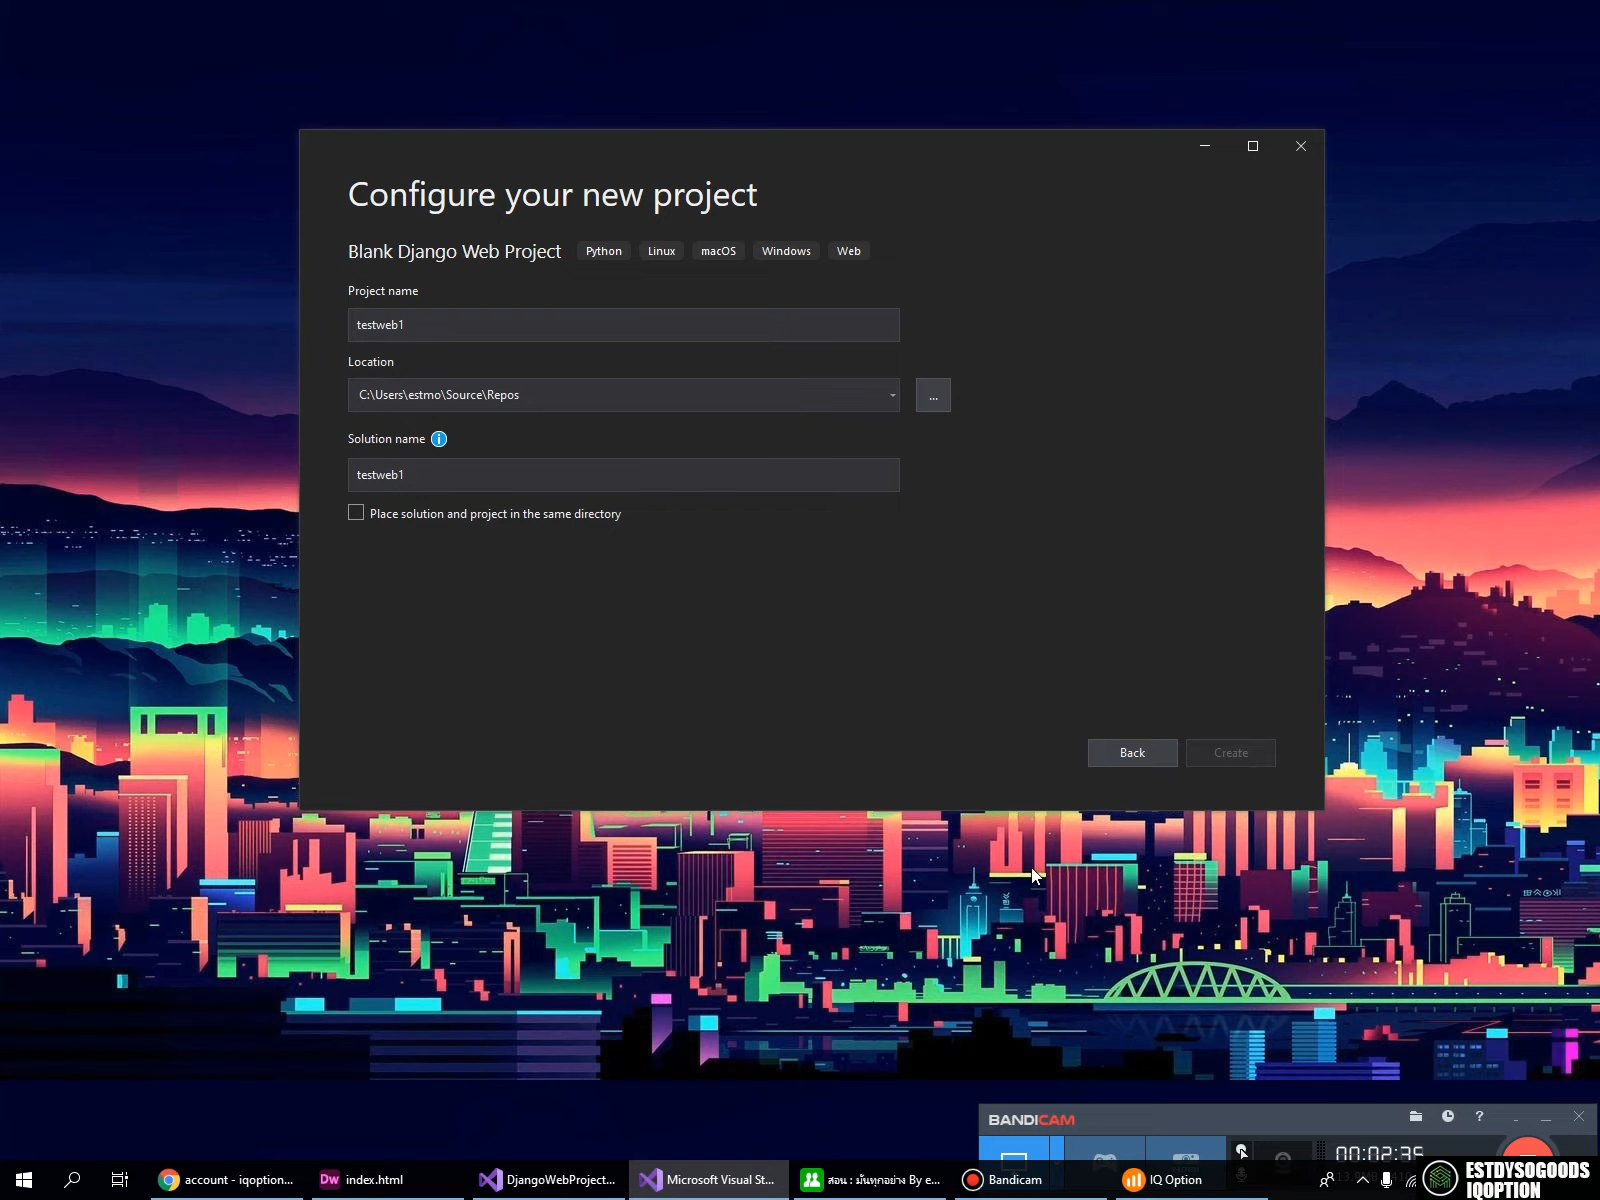 Configure your new project
Blank Django Web Project Python Linux macOS Windows Web
Project name
testweb1
Location
C:\Users\estmo\Source\Repos
...
Solution name
testweb1
Place solution and project in the same directory
Back Create
BANDICAM
?
00:02:35
account - iqoption...
Dw index.html
DjangoWebProject...
Microsoft Visual St...
สอน : มันทุกอย่าง By e...
Bandicam
IQ Option
ESTDYSOGOODS
IQOPTION